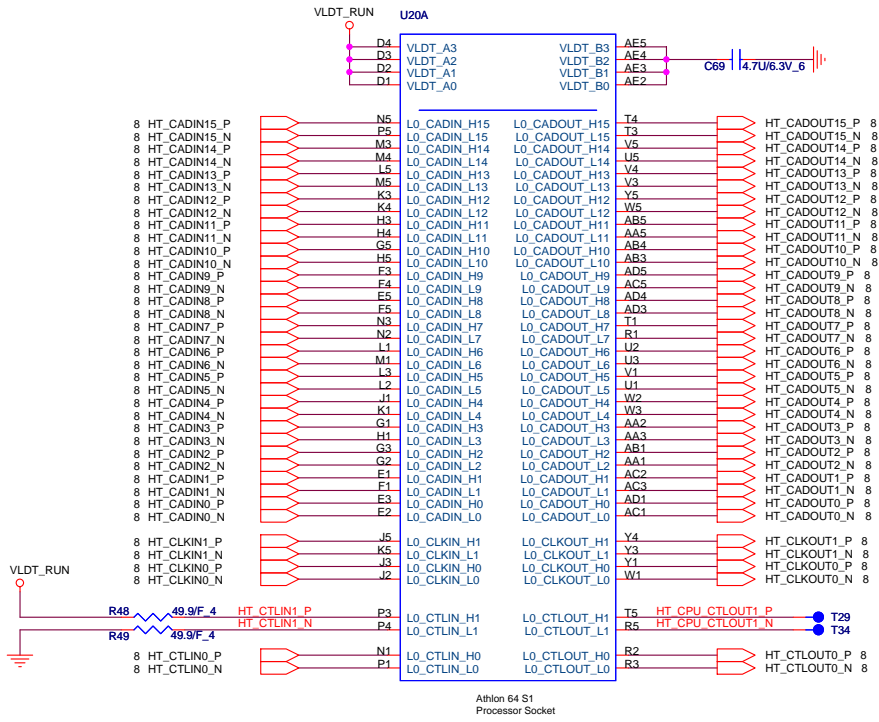 VLDT_RUN
U20A
D4 VLDT_A3 VLDT_B3 AE5
D3 VLDT_A2 VLDT_B2 AE4
D2 VLDT_A1 VLDT_B1 AE3
D1 VLDT_A0 VLDT_B0 AE2
C69 4.7U/6.3V_6
8 HT_CADIN15_P N5 L0_CADIN_H15 L0_CADOUT_H15 T4 HT_CADOUT15_P 8
8 HT_CADIN15_N P5 L0_CADIN_L15 L0_CADOUT_L15 T3 HT_CADOUT15_N 8
8 HT_CADIN14_P M3 L0_CADIN_H14 L0_CADOUT_H14 V5 HT_CADOUT14_P 8
8 HT_CADIN14_N M4 L0_CADIN_L14 L0_CADOUT_L14 U5 HT_CADOUT14_N 8
8 HT_CADIN13_P L5 L0_CADIN_H13 L0_CADOUT_H13 V4 HT_CADOUT13_P 8
8 HT_CADIN13_N M5 L0_CADIN_L13 L0_CADOUT_L13 V3 HT_CADOUT13_N 8
8 HT_CADIN12_P K3 L0_CADIN_H12 L0_CADOUT_H12 Y5 HT_CADOUT12_P 8
8 HT_CADIN12_N K4 L0_CADIN_L12 L0_CADOUT_L12 W5 HT_CADOUT12_N 8
8 HT_CADIN11_P H3 L0_CADIN_H11 L0_CADOUT_H11 AB5 HT_CADOUT11_P 8
8 HT_CADIN11_N H4 L0_CADIN_L11 L0_CADOUT_L11 AA5 HT_CADOUT11_N 8
8 HT_CADIN10_P G5 L0_CADIN_H10 L0_CADOUT_H10 AB4 HT_CADOUT10_P 8
8 HT_CADIN10_N H5 L0_CADIN_L10 L0_CADOUT_L10 AB3 HT_CADOUT10_N 8
8 HT_CADIN9_P F3 L0_CADIN_H9 L0_CADOUT_H9 AD5 HT_CADOUT9_P 8
8 HT_CADIN9_N F4 L0_CADIN_L9 L0_CADOUT_L9 AC5 HT_CADOUT9_N 8
8 HT_CADIN8_P E5 L0_CADIN_H8 L0_CADOUT_H8 AD4 HT_CADOUT8_P 8
8 HT_CADIN8_N F5 L0_CADIN_L8 L0_CADOUT_L8 AD3 HT_CADOUT8_N 8
8 HT_CADIN7_P N3 L0_CADIN_H7 L0_CADOUT_H7 T1 HT_CADOUT7_P 8
8 HT_CADIN7_N N2 L0_CADIN_L7 L0_CADOUT_L7 R1 HT_CADOUT7_N 8
8 HT_CADIN6_P L1 L0_CADIN_H6 L0_CADOUT_H6 U2 HT_CADOUT6_P 8
8 HT_CADIN6_N M1 L0_CADIN_L6 L0_CADOUT_L6 U3 HT_CADOUT6_N 8
8 HT_CADIN5_P L3 L0_CADIN_H5 L0_CADOUT_H5 V1 HT_CADOUT5_P 8
8 HT_CADIN5_N L2 L0_CADIN_L5 L0_CADOUT_L5 U1 HT_CADOUT5_N 8
8 HT_CADIN4_P J1 L0_CADIN_H4 L0_CADOUT_H4 W2 HT_CADOUT4_P 8
8 HT_CADIN4_N K1 L0_CADIN_L4 L0_CADOUT_L4 W3 HT_CADOUT4_N 8
8 HT_CADIN3_P G1 L0_CADIN_H3 L0_CADOUT_H3 AA2 HT_CADOUT3_P 8
8 HT_CADIN3_N H1 L0_CADIN_L3 L0_CADOUT_L3 AA3 HT_CADOUT3_N 8
8 HT_CADIN2_P G3 L0_CADIN_H2 L0_CADOUT_H2 AB1 HT_CADOUT2_P 8
8 HT_CADIN2_N G2 L0_CADIN_L2 L0_CADOUT_L2 AA1 HT_CADOUT2_N 8
8 HT_CADIN1_P E1 L0_CADIN_H1 L0_CADOUT_H1 AC2 HT_CADOUT1_P 8
8 HT_CADIN1_N F1 L0_CADIN_L1 L0_CADOUT_L1 AC3 HT_CADOUT1_N 8
8 HT_CADIN0_P E3 L0_CADIN_H0 L0_CADOUT_H0 AD1 HT_CADOUT0_P 8
8 HT_CADIN0_N E2 L0_CADIN_L0 L0_CADOUT_L0 AC1 HT_CADOUT0_N 8
8 HT_CLKIN1_P J5 L0_CLKIN_H1 L0_CLKOUT_H1 Y4 HT_CLKOUT1_P 8
8 HT_CLKIN1_N K5 L0_CLKIN_L1 L0_CLKOUT_L1 Y3 HT_CLKOUT1_N 8
8 HT_CLKIN0_P J3 L0_CLKIN_H0 L0_CLKOUT_H0 Y1 HT_CLKOUT0_P 8
8 HT_CLKIN0_N J2 L0_CLKIN_L0 L0_CLKOUT_L0 W1 HT_CLKOUT0_N 8
VLDT_RUN
R48 49.9/F_4 HT_CTLIN1_P P3 L0_CTLIN_H1 L0_CTLOUT_H1 T5 HT_CPU_CTLOUT1_P T29
R49 49.9/F_4 HT_CTLIN1_N P4 L0_CTLIN_L1 L0_CTLOUT_L1 R5 HT_CPU_CTLOUT1_N T34
8 HT_CTLIN0_P N1 L0_CTLIN_H0 L0_CTLOUT_H0 R2 HT_CTLOUT0_P 8
8 HT_CTLIN0_N P1 L0_CTLIN_L0 L0_CTLOUT_L0 R3 HT_CTLOUT0_N 8
Athlon 64 S1
Processor Socket